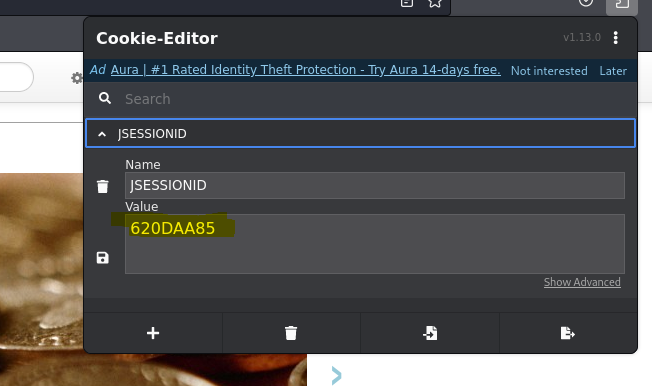 Cookie-Editor
v1.13.0
Ad Aura | #1 Rated Identity Theft Protection - Try Aura 14-days free. Not interested Later
Search
JSESSIONID
Name
JSESSIONID
Value
620DAA85
Show Advanced